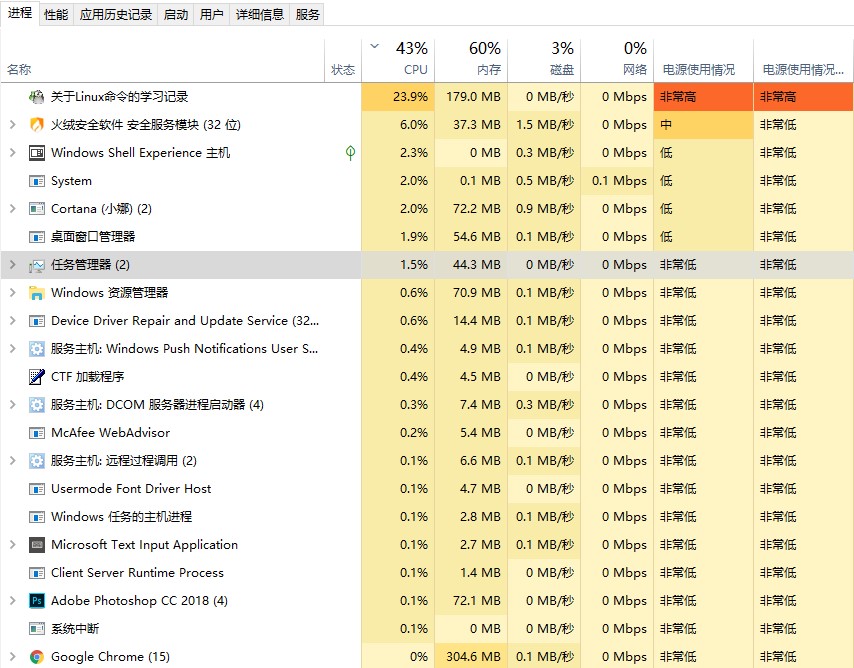 进程 性能 应用历史记录 启动 用户 详细信息 服务
43% 60% 3% 0%
名称 状态 CPU 内存 磁盘 网络 电源使用情况 电源使用情况...
关于Linux命令的学习记录 23.9% 179.0 MB 0 MB/秒 0 Mbps 非常高 非常高
火绒安全软件 安全服务模块 (32 位) 6.0% 37.3 MB 1.5 MB/秒 0 Mbps 中 非常低
Windows Shell Experience 主机 2.3% 0 MB 0.3 MB/秒 0 Mbps 低 非常低
System 2.0% 0.1 MB 0.5 MB/秒 0.1 Mbps 低 非常低
Cortana (小娜) (2) 2.0% 72.2 MB 0.9 MB/秒 0 Mbps 低 非常低
桌面窗口管理器 1.9% 54.6 MB 0.1 MB/秒 0 Mbps 低 非常低
任务管理器 (2) 1.5% 44.3 MB 0 MB/秒 0 Mbps 非常低 非常低
Windows 资源管理器 0.6% 70.9 MB 0.1 MB/秒 0 Mbps 非常低 非常低
Device Driver Repair and Update Service (32... 0.6% 14.4 MB 0.1 MB/秒 0 Mbps 非常低 非常低
服务主机: Windows Push Notifications User S... 0.4% 4.9 MB 0.1 MB/秒 0 Mbps 非常低 非常低
CTF 加载程序 0.4% 4.5 MB 0 MB/秒 0 Mbps 非常低 非常低
服务主机: DCOM 服务器进程启动器 (4) 0.3% 7.4 MB 0.3 MB/秒 0 Mbps 非常低 非常低
McAfee WebAdvisor 0.2% 5.4 MB 0 MB/秒 0 Mbps 非常低 非常低
服务主机: 远程过程调用 (2) 0.1% 6.6 MB 0.1 MB/秒 0 Mbps 非常低 非常低
Usermode Font Driver Host 0.1% 4.7 MB 0 MB/秒 0 Mbps 非常低 非常低
Windows 任务的主机进程 0.1% 2.8 MB 0.1 MB/秒 0 Mbps 非常低 非常低
Microsoft Text Input Application 0.1% 2.7 MB 0.1 MB/秒 0 Mbps 非常低 非常低
Client Server Runtime Process 0.1% 1.4 MB 0 MB/秒 0 Mbps 非常低 非常低
Ps Adobe Photoshop CC 2018 (4) 0.1% 72.1 MB 0 MB/秒 0 Mbps 非常低 非常低
系统中断 0.1% 0 MB 0 MB/秒 0 Mbps 非常低 非常低
Google Chrome (15) 0% 304.6 MB 0.1 MB/秒 0 Mbps 非常低 非常低